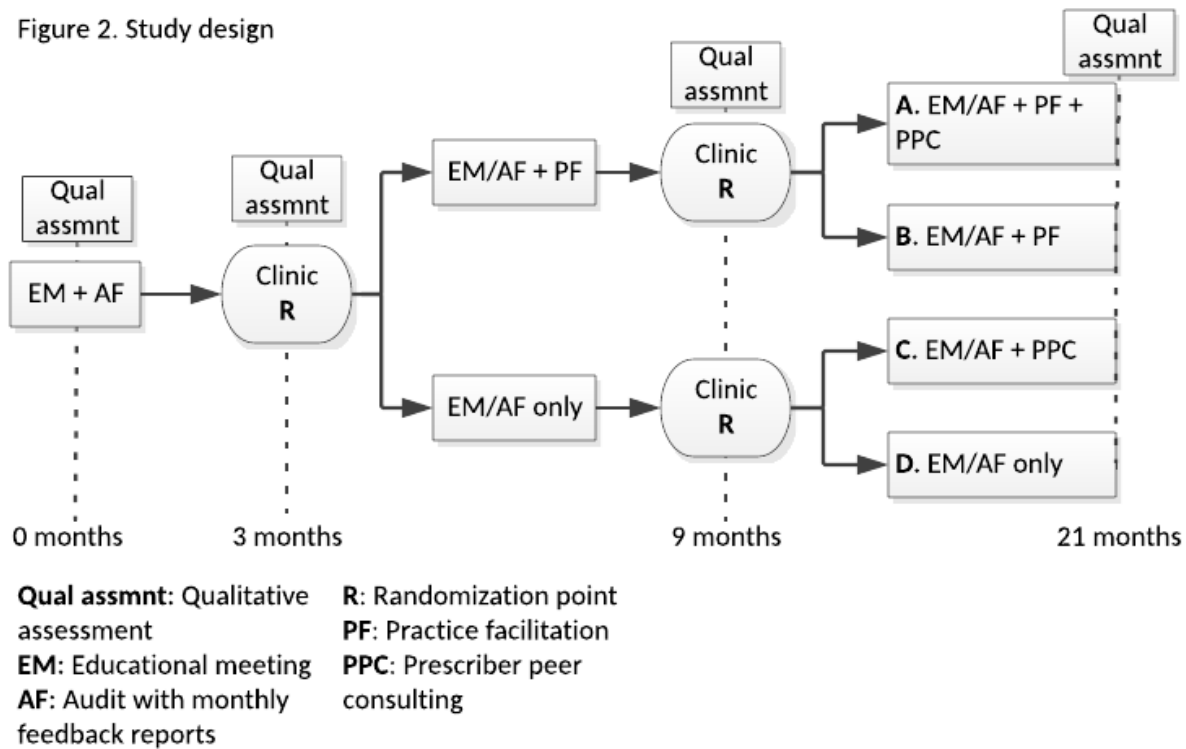 Figure 2. Study design
Qual
assmnt
EM + AF
Qual
assmnt
Clinic
R
EM/AF + PF
EM/AF only
Qual
assmnt
Clinic
R
Clinic
R
Qual
assmnt
A. EM/AF + PF +
PPC
B. EM/AF + PF
C. EM/AF + PPC
D. EM/AF only
0 months
3 months
9 months
21 months
Qual assmnt: Qualitative
assessment
EM: Educational meeting
AF: Audit with monthly
feedback reports
R: Randomization point
PF: Practice facilitation
PPC: Prescriber peer
consulting